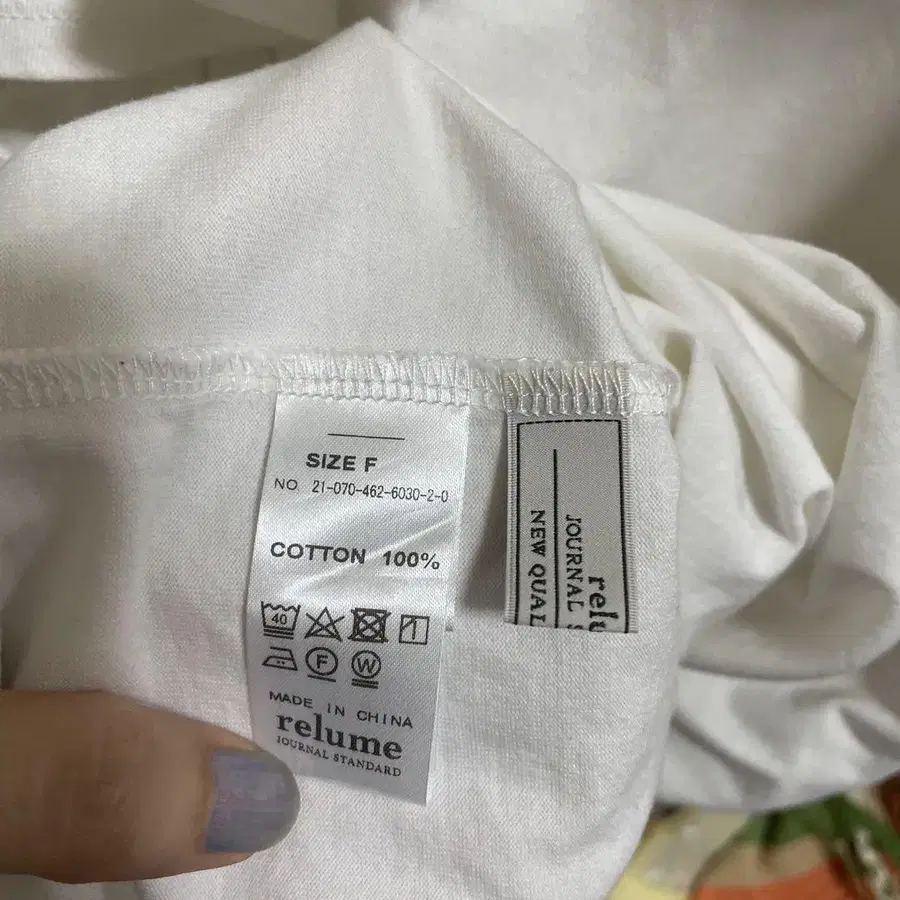 SIZE F
NO 21-070-462-6030-2-0
COTTON 100%
40
F W
MADE IN CHINA
relume
JOURNAL STANDARD
relu
JOURNAL S
NEW QUAL